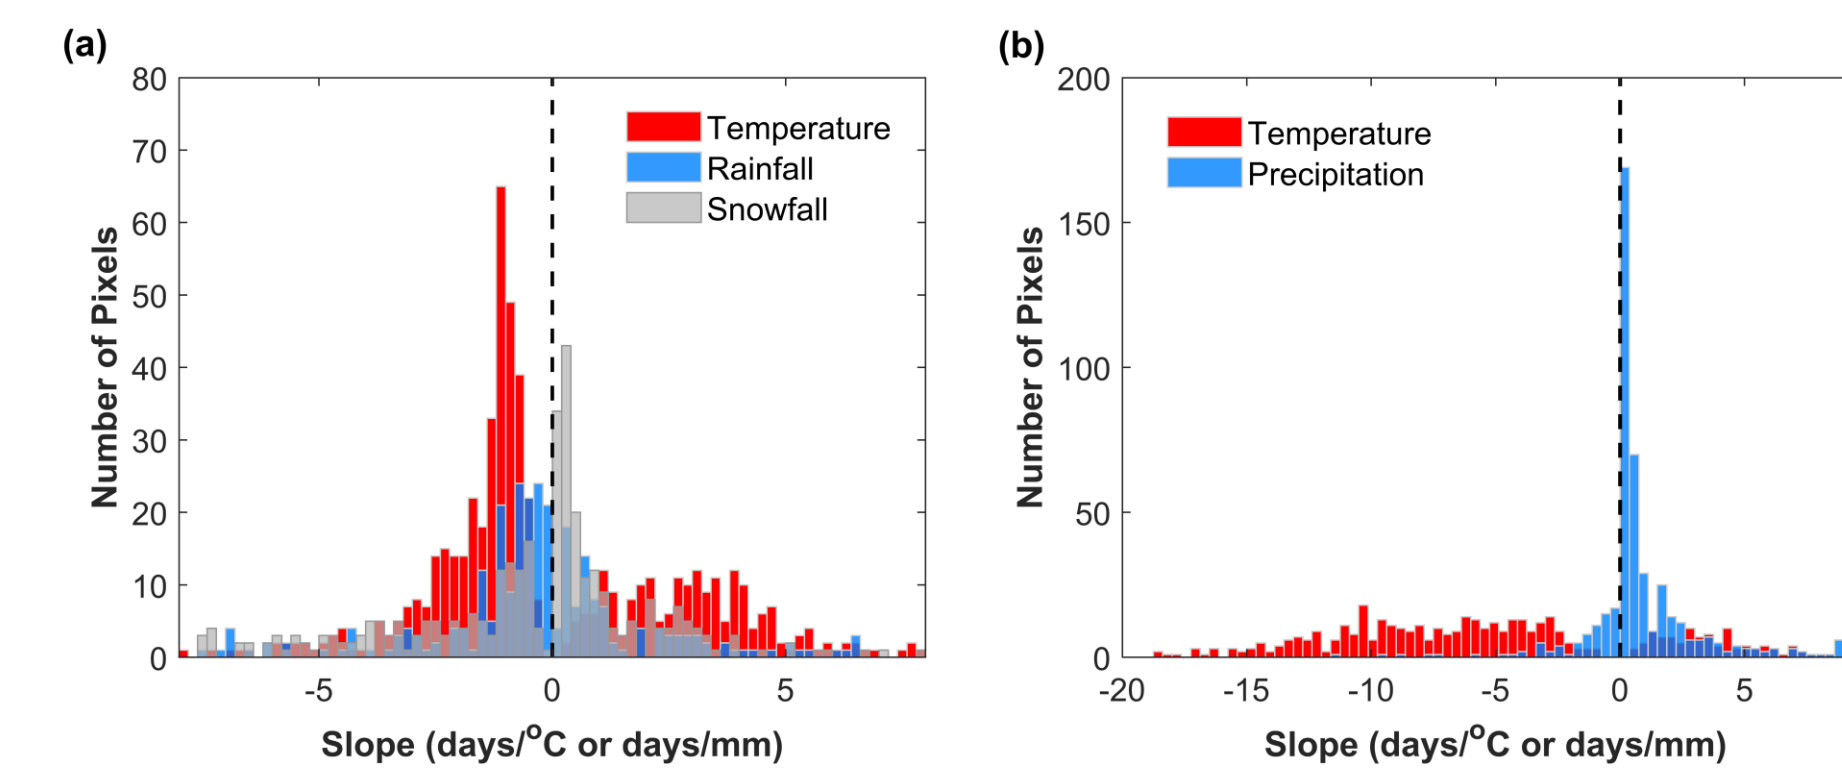 (a)
80
70
60
50
40
30
20
10
0
-5
0
5
Number of Pixels
Slope (days/°C or days/mm)
Temperature
Rainfall
Snowfall
(b)
200
150
100
50
0
-20
-15
-10
-5
0
5
Number of Pixels
Slope (days/°C or days/mm)
Temperature
Precipitation